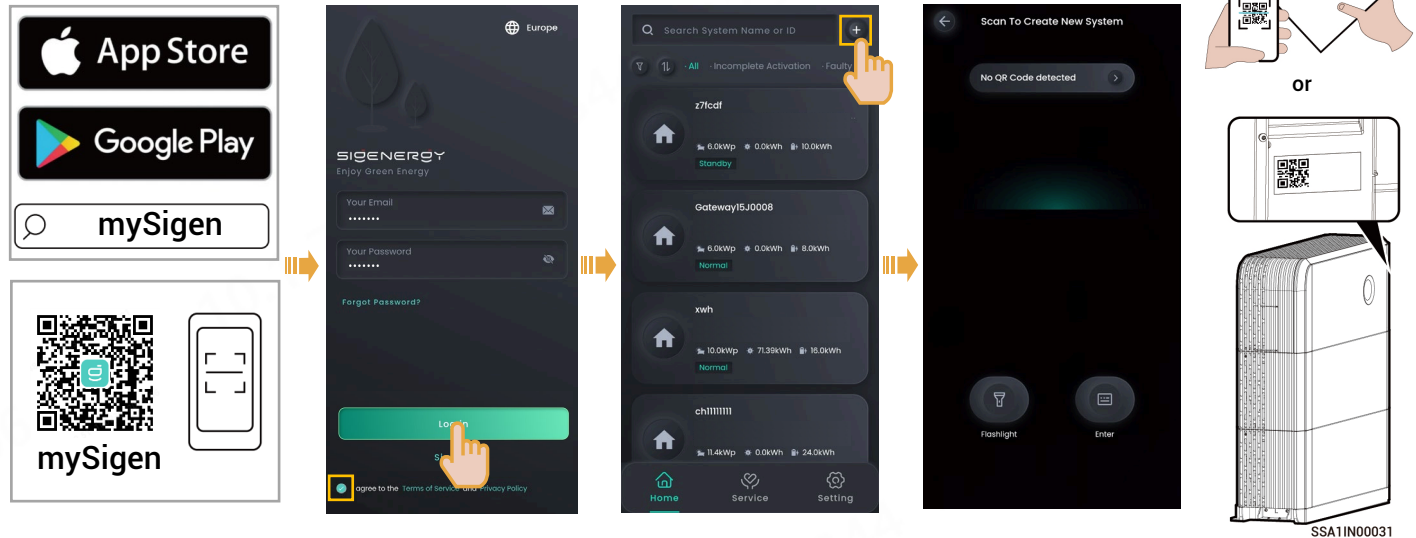 App Store
Google Play
mySigen
mySigen
Europe
SIGENERGY
Enjoy Green Energy
Your Email
•••••••
Your Password
•••••••
Forgot Password?
agree to the Terms of Service and Privacy Policy
Search System Name or ID
All · Incomplete Activation · Faulty
z7fcdf
6.0kWp 0.0kWh 10.0kWh
Standby
Gateway15J0008
6.0kWp 0.0kWh 8.0kWh
Normal
xwh
10.0kWp 71.39kWh 16.0kWh
Normal
ch11111111
11.4kWp 0.0kWh 24.0kWh
Home Service Setting
Scan To Create New System
No QR Code detected
Flashlight Enter
or
SSA1IN00031